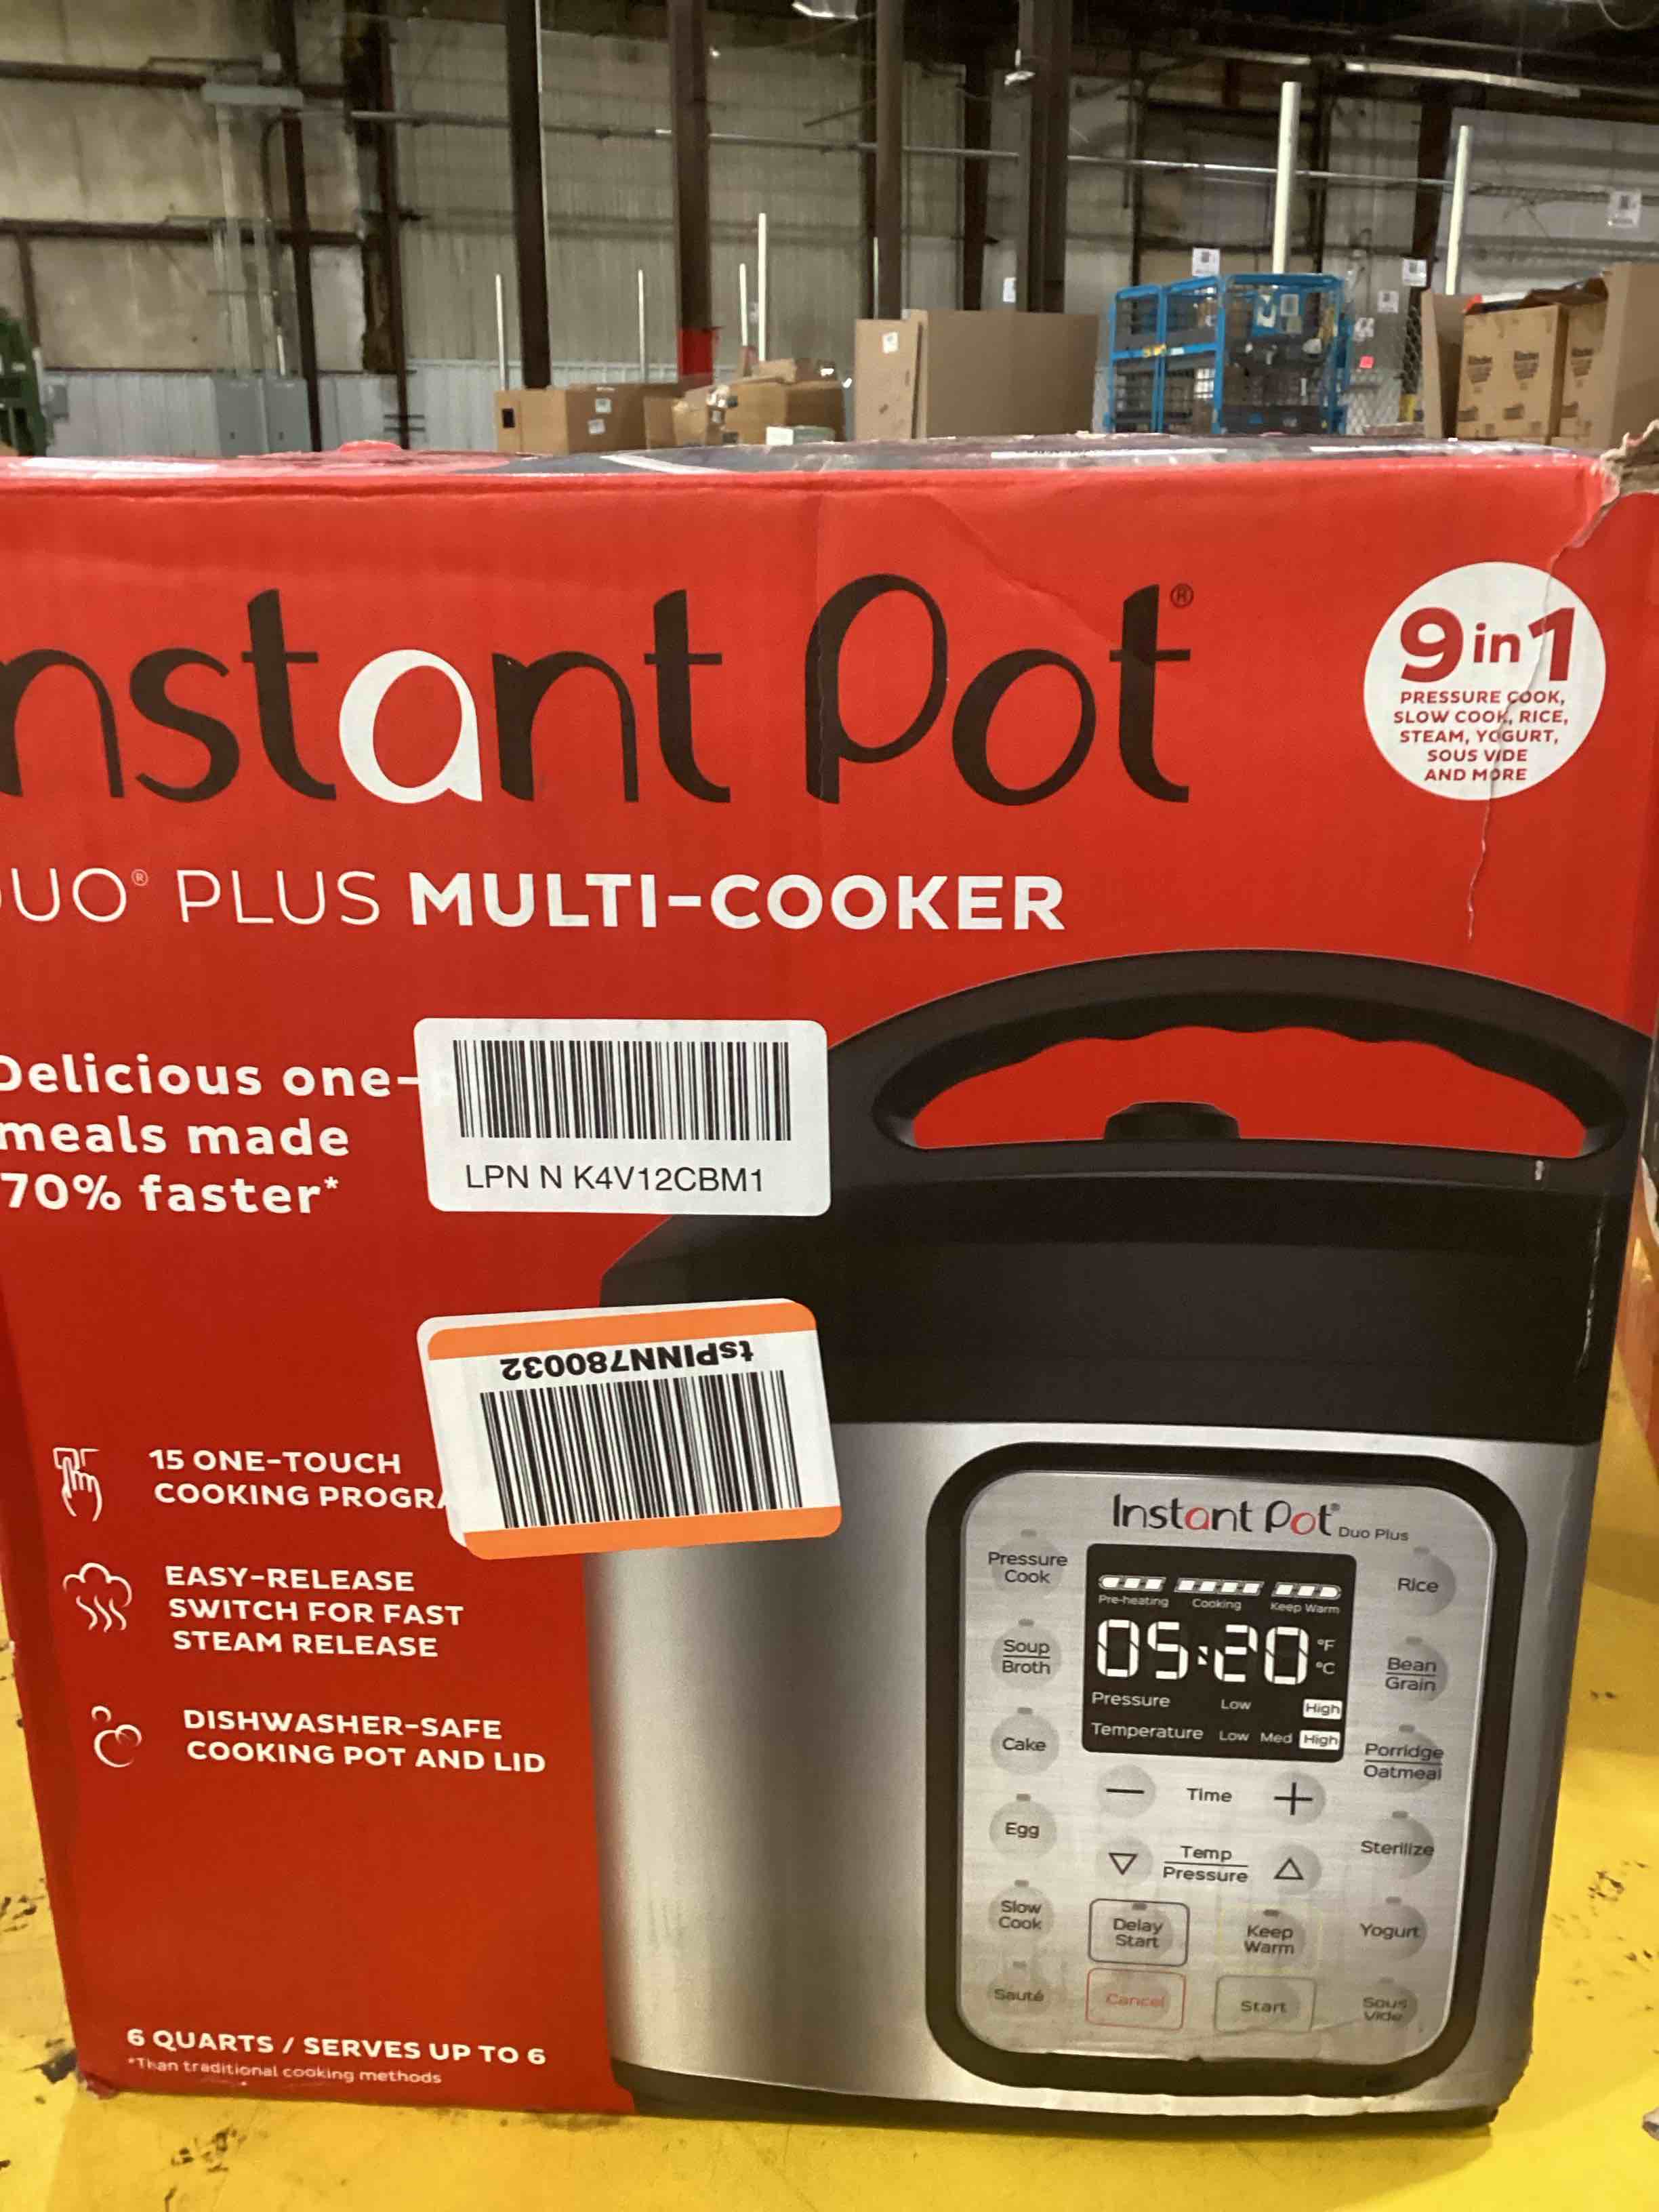 nstant Pot®
9 in 1
PRESSURE COOK,
SLOW COOK, RICE,
STEAM, YOGURT,
SOUS VIDE
AND MORE
UO® PLUS MULTI-COOKER
Delicious one-
meals made
70% faster*
LPN N K4V12CBM1
tsPINN780032
15 ONE-TOUCH
COOKING PROGRA
EASY-RELEASE
SWITCH FOR FAST
STEAM RELEASE
DISHWASHER-SAFE
COOKING POT AND LID
6 QUARTS / SERVES UP TO 6
*Than traditional cooking methods
Instant Pot® Duo Plus
Pressure
Cook
Pre-heating Cooking Keep Warm
Rice
05:20 °F
°C
Soup
Broth
Bean
Grain
Pressure Low High
Temperature Low Med High
Cake
Porridge
Oatmeal
— Time +
Egg
Temp
Pressure
Sterilize
Slow
Cook
Delay
Start
Keep
Warm
Yogurt
Sauté
Cancel
Start
Sous
Vide